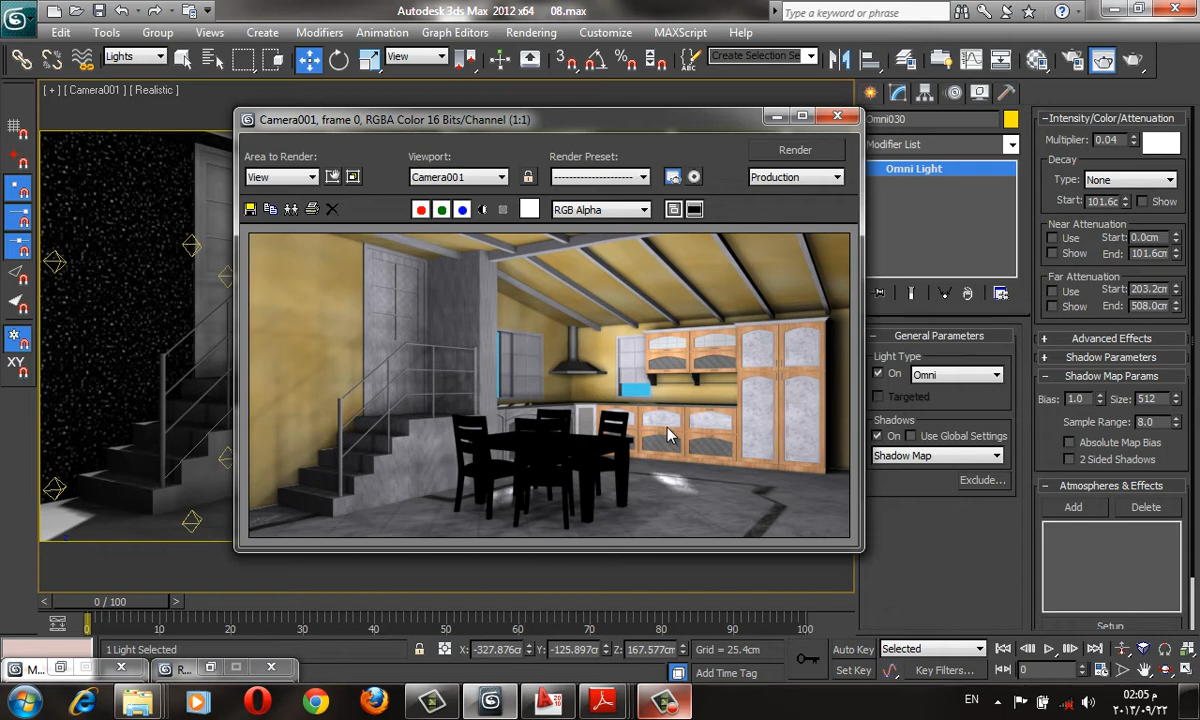 Autodesk 3ds Max 2012 x64 08.max
Type a keyword or phrase
Edit Tools Group Views Create Modifiers Animation Graph Editors Rendering Customize MAXScript Help
Lights View Create Selection Se
[ + ] [ Camera001 ] [ Realistic ]
Camera001, frame 0, RGBA Color 16 Bits/Channel (1:1)
Area to Render: Viewport: Render Preset: Render
View Camera001 Production
RGB Alpha
Omni030
Modifier List
Omni Light
General Parameters
Light Type
On Omni
Targeted
Shadows
On Use Global Settings
Shadow Map
Exclude...
Intensity/Color/Attenuation
Multiplier: 0.04
Decay
Type: None
Start: 101.6c Show
Near Attenuation
Use Start: 0.0cm
Show End: 101.6cm
Far Attenuation
Use Start: 203.2cm
Show End: 508.0cm
Advanced Effects
Shadow Parameters
Shadow Map Params
Bias: 1.0 Size: 512
Sample Range: 8.0
Absolute Map Bias
2 Sided Shadows
Atmospheres & Effects
Add Delete
Setup
XY
0 / 100
0 10 20 30 40 50 60 70 80 90 100
1 Light Selected X: -327.876c Y: -125.897c Z: 167.577cm Grid = 25.4cm Auto Key Selected
Add Time Tag Set Key Key Filters... 0
M... R...
EN 02:05 م
٢٠١٣/٠٩/٢٢